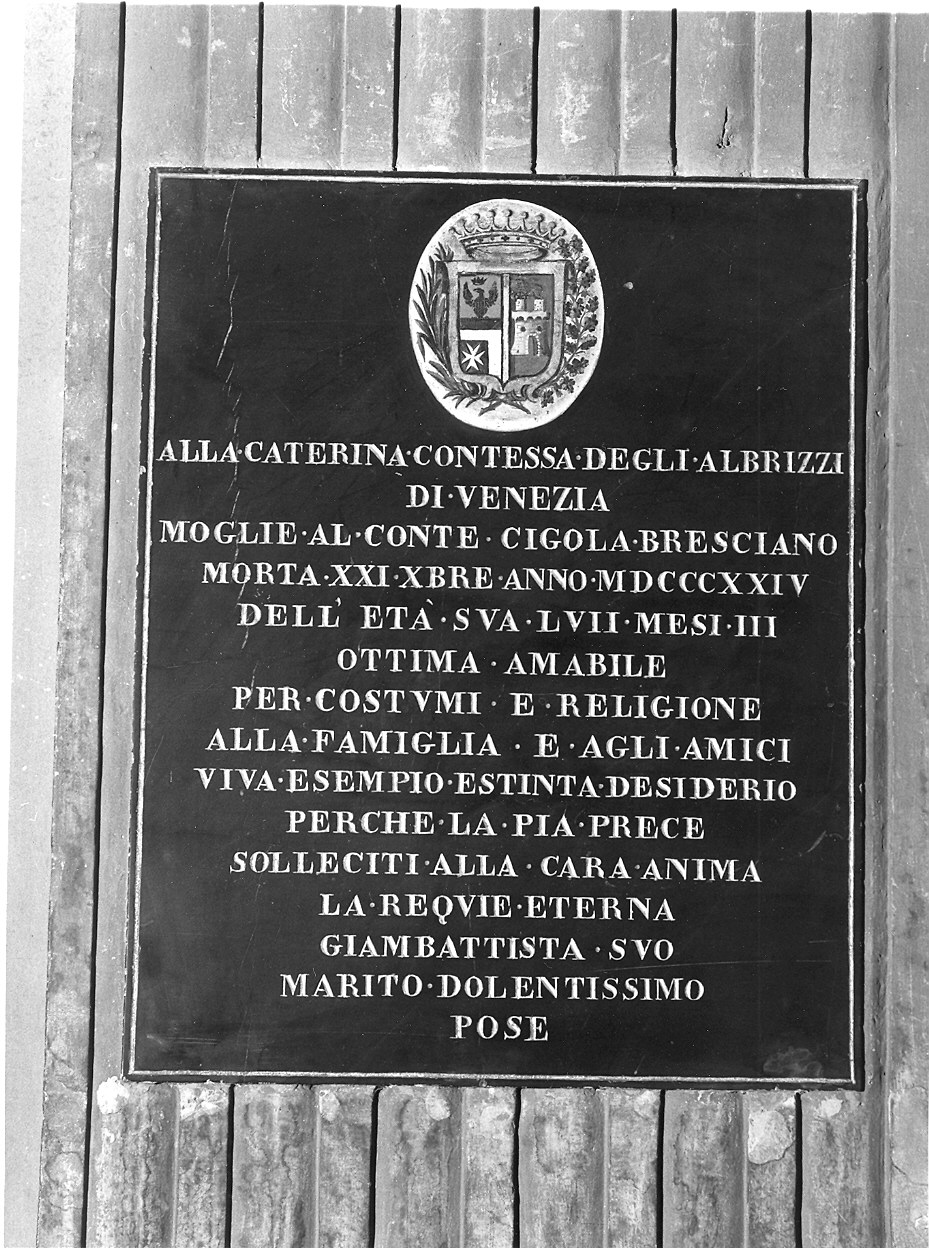 ALLA·CATERINA·CONTESSA·DEGLI·ALBRIZZI
DI·VENEZIA
MOGLIE·AL·CONTE·CIGOLA·BRESCIANO
MORTA·XXI·XBRE·ANNO·MDCCCXXIV
DELL' ETÀ·SVA·LVII·MESI·III
OTTIMA·AMABILE
PER·COSTVMI·E·RELIGIONE
ALLA·FAMIGLIA·E·AGLI·AMICI
VIVA·ESEMPIO·ESTINTA·DESIDERIO
PERCHE·LA·PIA·PRECE
SOLLECITI·ALLA·CARA·ANIMA
LA·REQVIE·ETERNA
GIAMBATTISTA·SVO
MARITO·DOLENTISSIMO
POSE